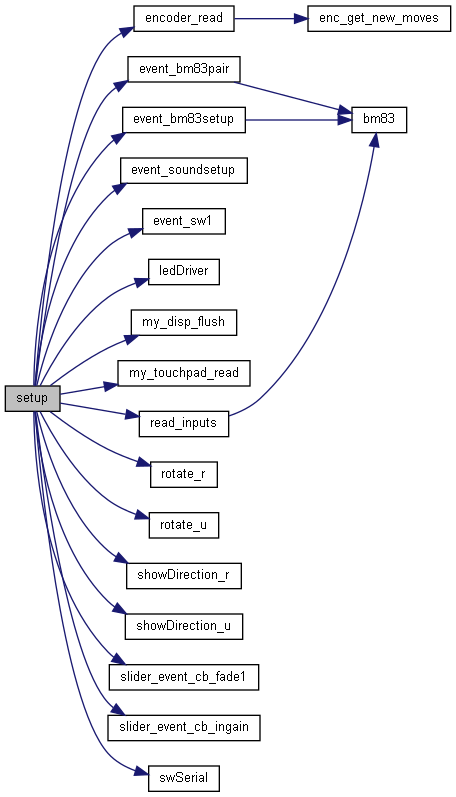 encoder_read
enc_get_new_moves
event_bm83pair
event_bm83setup
bm83
event_soundsetup
event_sw1
ledDriver
my_disp_flush
my_touchpad_read
setup
read_inputs
rotate_r
rotate_u
showDirection_r
showDirection_u
slider_event_cb_fade1
slider_event_cb_ingain
swSerial